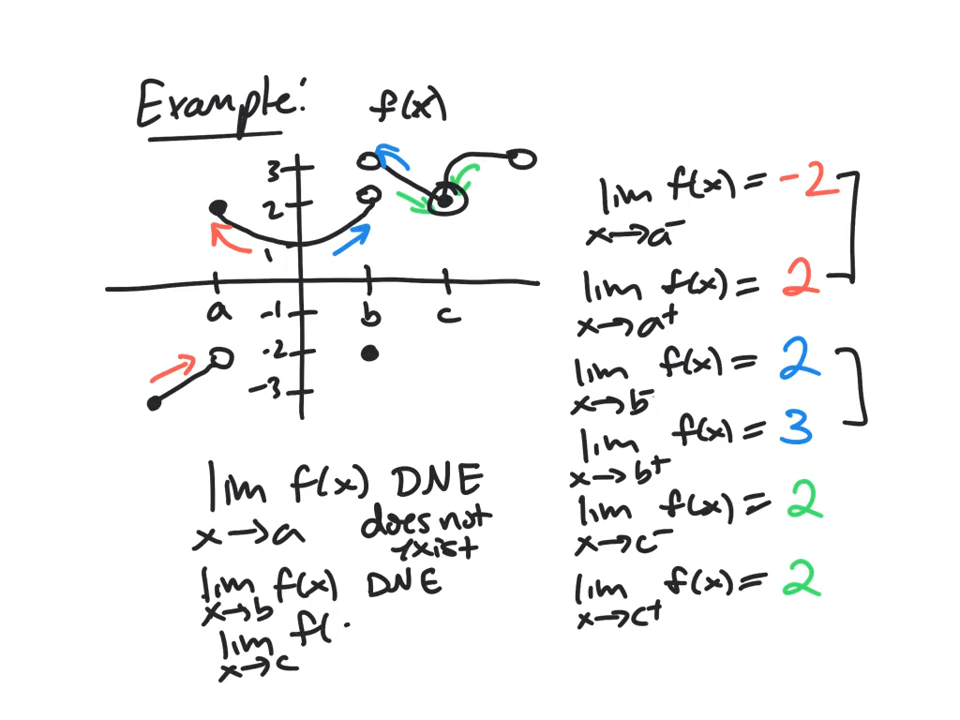 Example: f(x)
3
2
1
a
-1
b
c
-2
-3
lim f(x) = -2
x→a⁻
lim f(x) = 2
x→a⁺
lim f(x) = 2
x→b⁻
lim f(x) = 3
x→b⁺
lim f(x) = 2
x→c⁻
lim f(x) = 2
x→c⁺
lim f(x) DNE
x→a does not
exist
lim f(x) DNE
x→b
lim f(
x→c